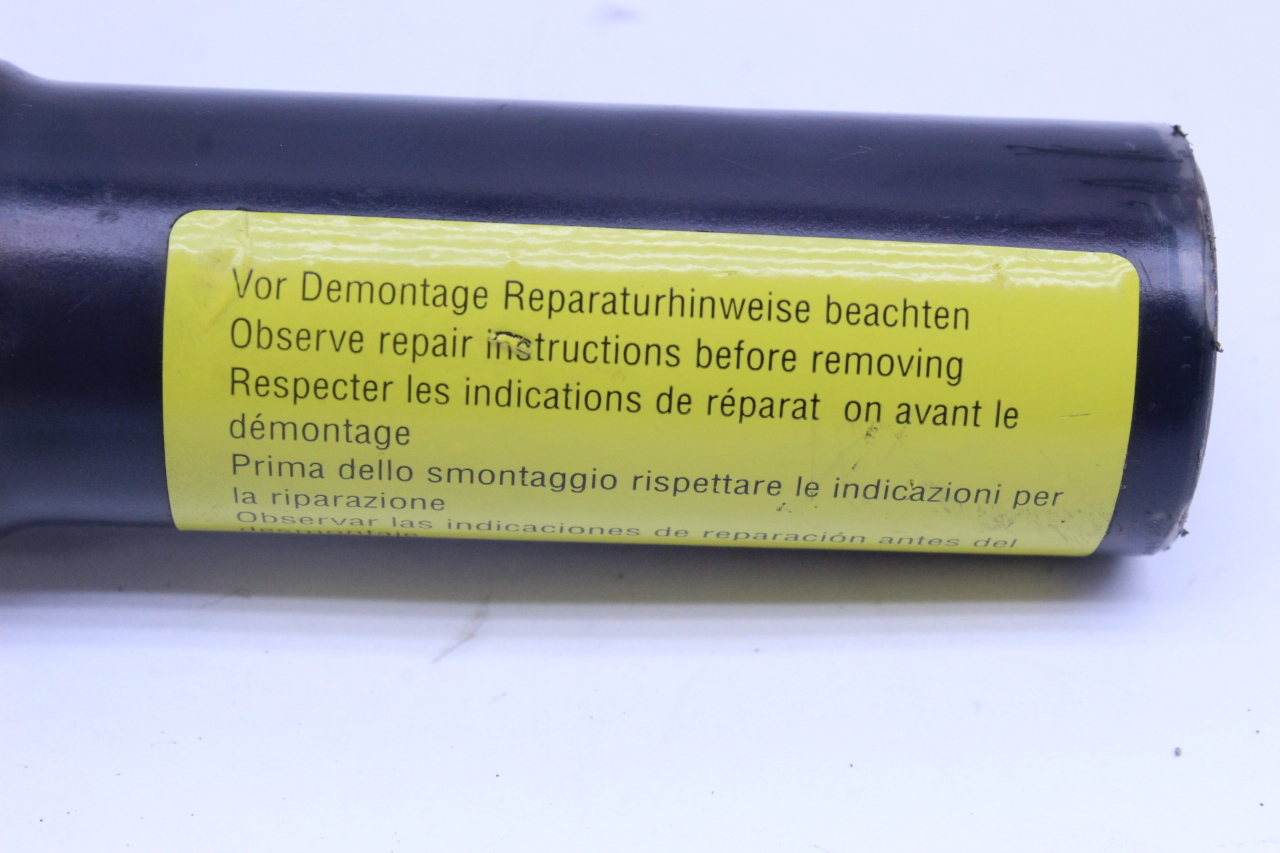 Vor Demontage Reparaturhinweise beachten
Observe repair instructions before removing
Respecter les indications de réparat on avant le
démontage
Prima dello smontaggio rispettare le indicazioni per
la riparazione
Observar las indicaciones de reparación antes del
desmontaje